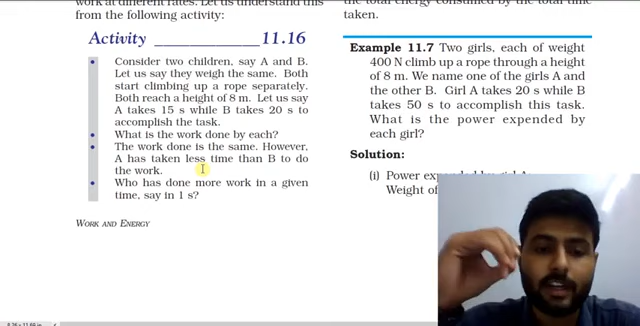 work at different rates. Let us understand this
from the following activity:
Activity ______________ 11.16
• Consider two children, say A and B.
Let us say they weigh the same. Both
start climbing up a rope separately.
Both reach a height of 8 m. Let us say
A takes 15 s while B takes 20 s to
accomplish the task.
• What is the work done by each?
• The work done is the same. However,
A has taken less time than B to do
the work.
• Who has done more work in a given
time, say in 1 s?
WORK AND ENERGY
the total energy consumed by the total time
taken.
Example 11.7 Two girls, each of weight
400 N climb up a rope through a height
of 8 m. We name one of the girls A and
the other B. Girl A takes 20 s while B
takes 50 s to accomplish this task.
What is the power expended by
each girl?
Solution:
(i) Power
Weight of